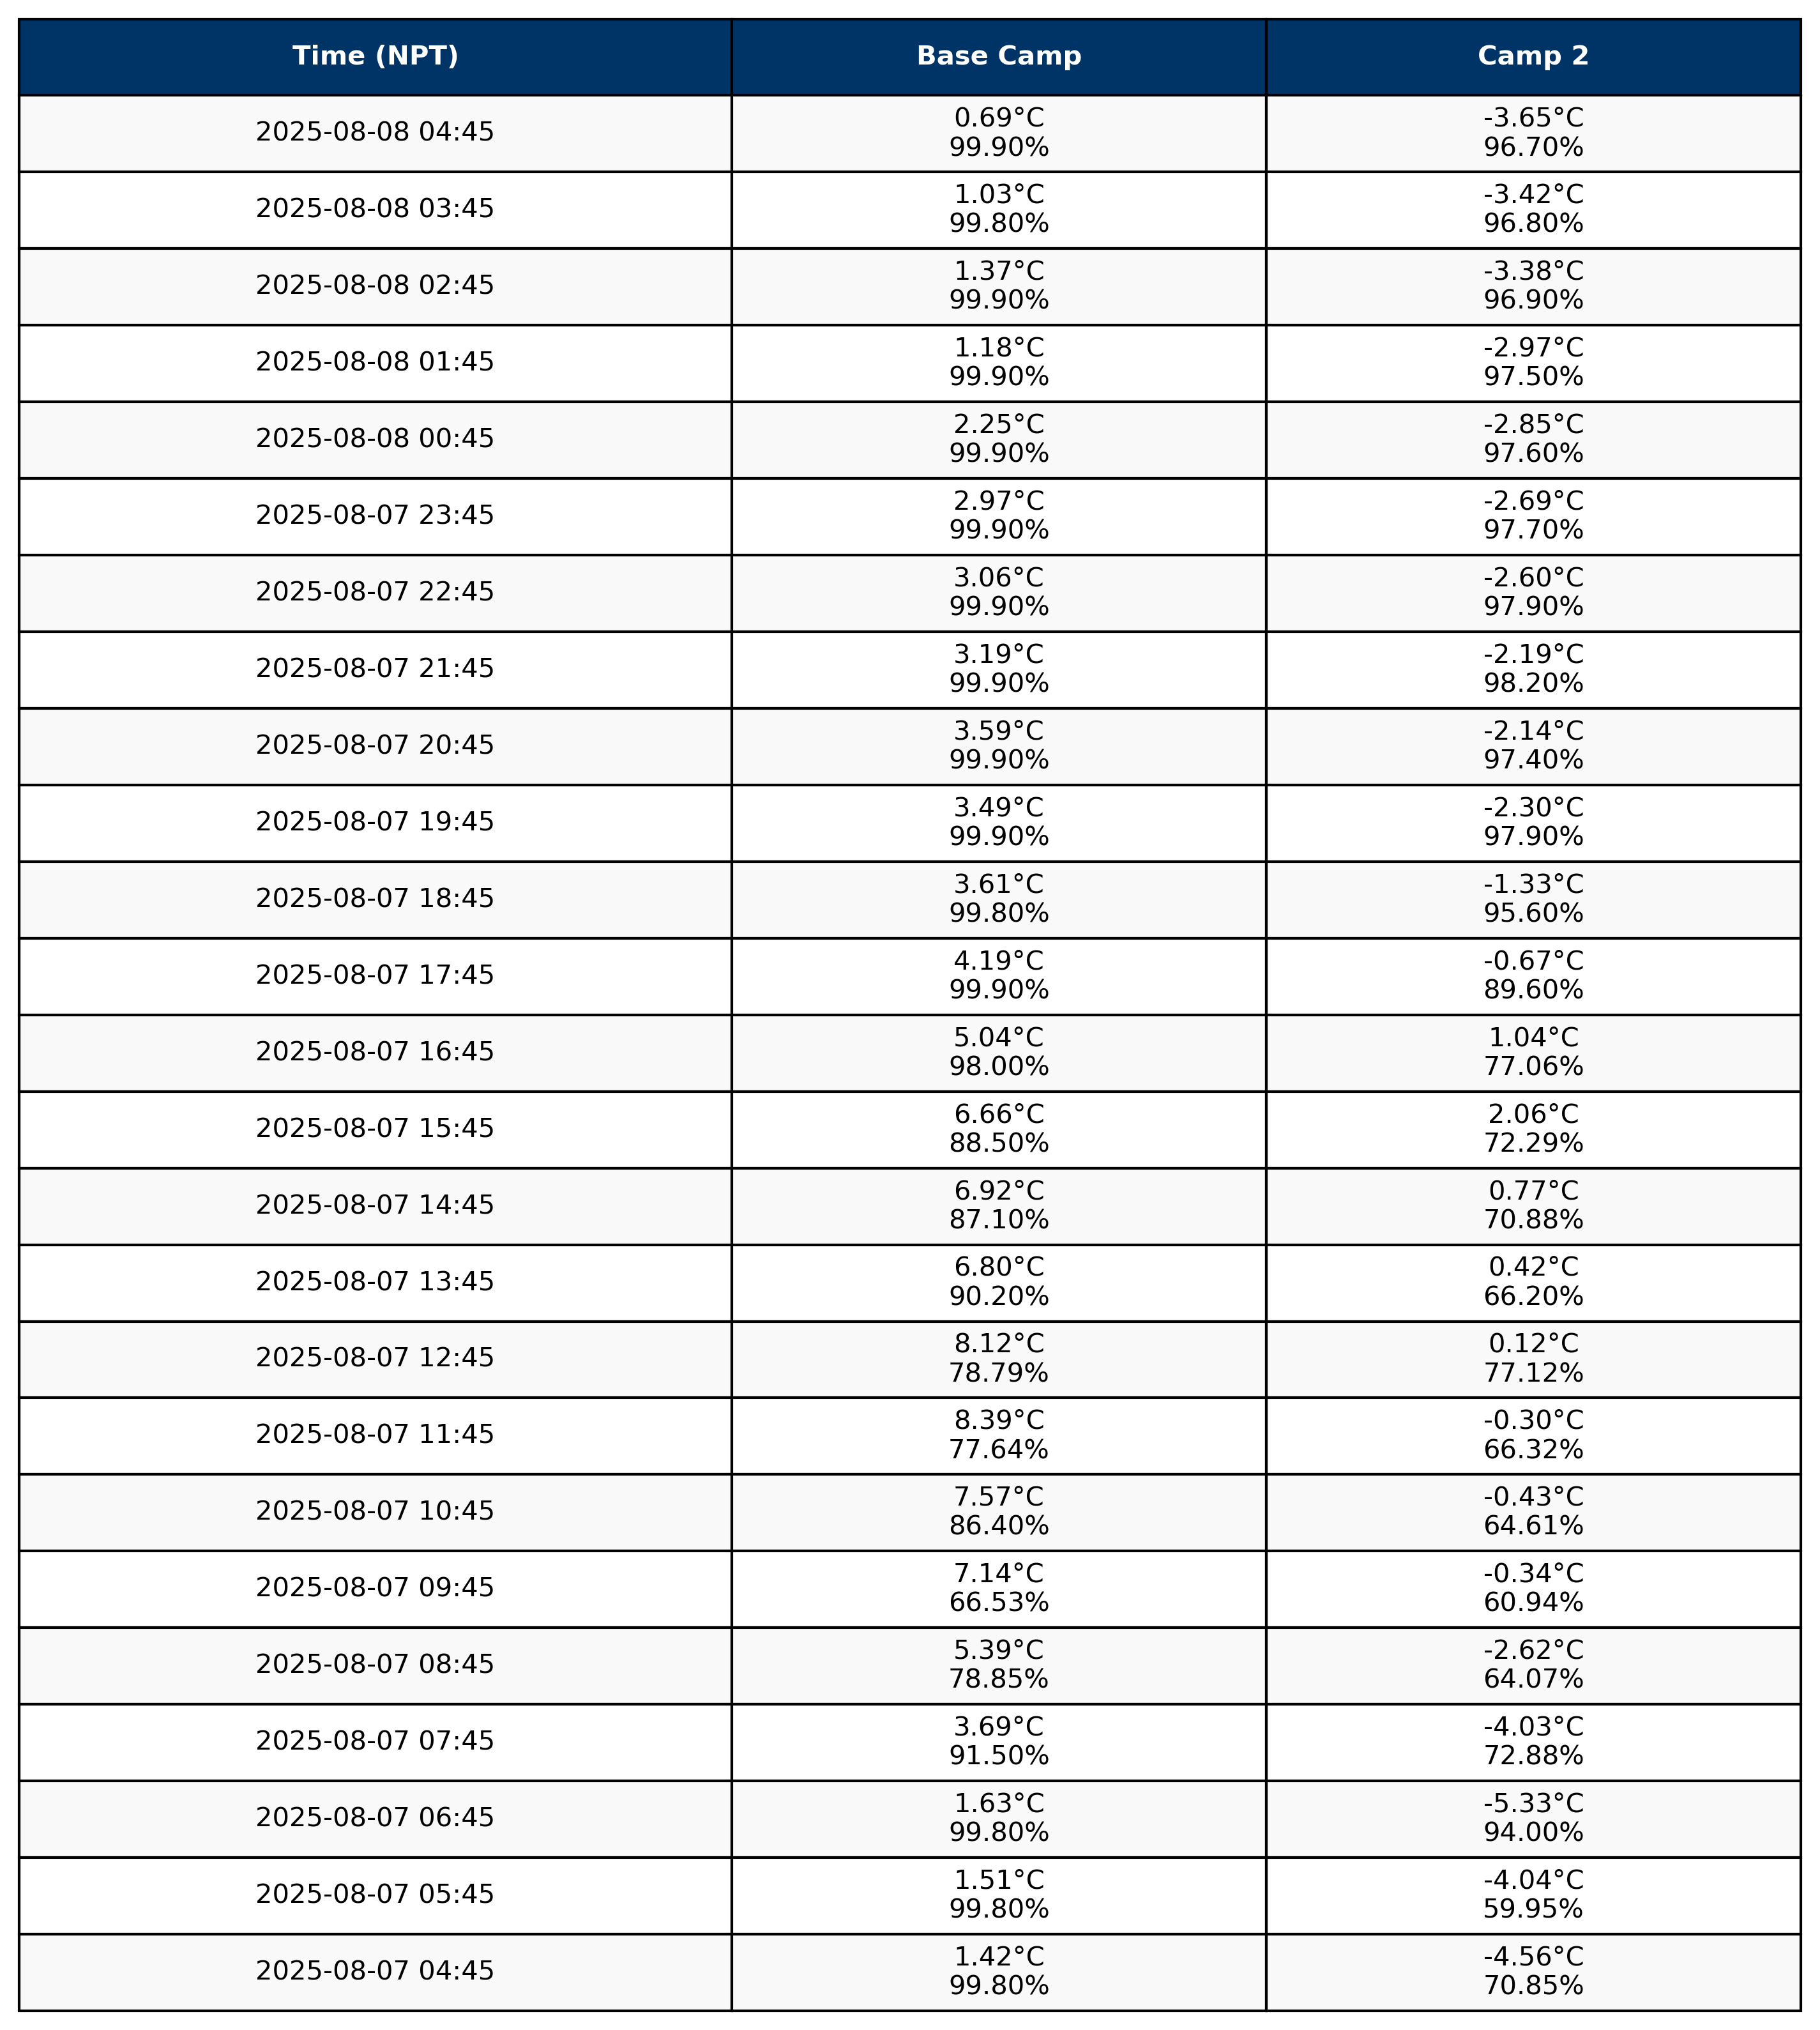 Time (NPT) Base Camp Camp 2
2025-08-08 04:45 0.69°C -3.65°C
99.90% 96.70%
2025-08-08 03:45 1.03°C -3.42°C
99.80% 96.80%
2025-08-08 02:45 1.37°C -3.38°C
99.90% 96.90%
2025-08-08 01:45 1.18°C -2.97°C
99.90% 97.50%
2025-08-08 00:45 2.25°C -2.85°C
99.90% 97.60%
2025-08-07 23:45 2.97°C -2.69°C
99.90% 97.70%
2025-08-07 22:45 3.06°C -2.60°C
99.90% 97.90%
2025-08-07 21:45 3.19°C -2.19°C
99.90% 98.20%
2025-08-07 20:45 3.59°C -2.14°C
99.90% 97.40%
2025-08-07 19:45 3.49°C -2.30°C
99.90% 97.90%
2025-08-07 18:45 3.61°C -1.33°C
99.80% 95.60%
2025-08-07 17:45 4.19°C -0.67°C
99.90% 89.60%
2025-08-07 16:45 5.04°C 1.04°C
98.00% 77.06%
2025-08-07 15:45 6.66°C 2.06°C
88.50% 72.29%
2025-08-07 14:45 6.92°C 0.77°C
87.10% 70.88%
2025-08-07 13:45 6.80°C 0.42°C
90.20% 66.20%
2025-08-07 12:45 8.12°C 0.12°C
78.79% 77.12%
2025-08-07 11:45 8.39°C -0.30°C
77.64% 66.32%
2025-08-07 10:45 7.57°C -0.43°C
86.40% 64.61%
2025-08-07 09:45 7.14°C -0.34°C
66.53% 60.94%
2025-08-07 08:45 5.39°C -2.62°C
78.85% 64.07%
2025-08-07 07:45 3.69°C -4.03°C
91.50% 72.88%
2025-08-07 06:45 1.63°C -5.33°C
99.80% 94.00%
2025-08-07 05:45 1.51°C -4.04°C
99.80% 59.95%
2025-08-07 04:45 1.42°C -4.56°C
99.80% 70.85%